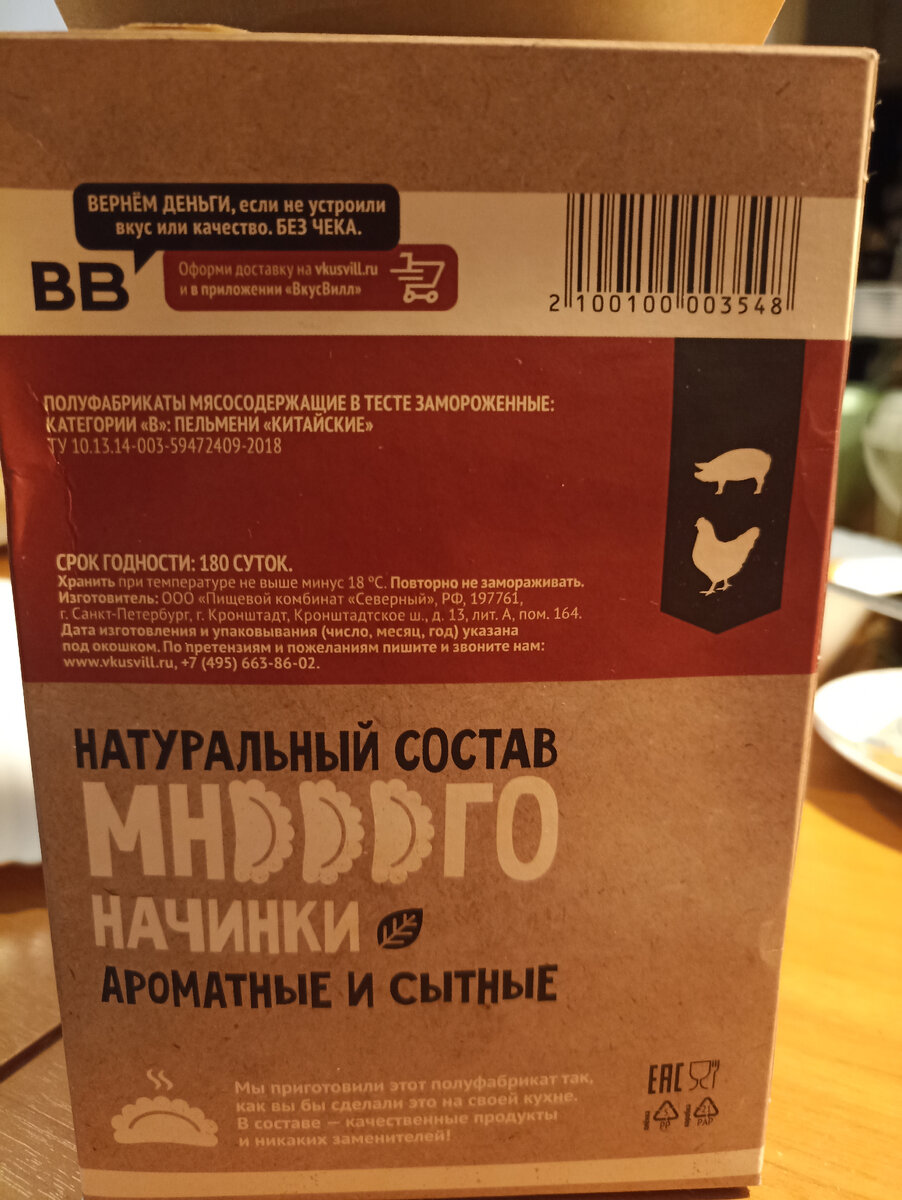 ВЕРНЁМ ДЕНЬГИ, если не устроили
вкус или качество. БЕЗ ЧЕКА.
ВВ
Оформи доставку на vkusvill.ru
и в приложении «ВкусВилл»
2 100100 003548
ПОЛУФАБРИКАТЫ МЯСОСОДЕРЖАЩИЕ В ТЕСТЕ ЗАМОРОЖЕННЫЕ:
КАТЕГОРИИ «В»: ПЕЛЬМЕНИ «КИТАЙСКИЕ»
ТУ 10.13.14-003-59472409-2018
СРОК ГОДНОСТИ: 180 СУТОК.
Хранить при температуре не выше минус 18 °С. Повторно не замораживать.
Изготовитель: ООО «Пищевой комбинат «Северный», РФ, 197761,
г. Санкт-Петербург, г. Кронштадт, Кронштадтское ш., д. 13, лит. А, пом. 164.
Дата изготовления и упаковывания (число, месяц, год) указана
под окошком. По претензиям и пожеланиям пишите и звоните нам:
www.vkusvill.ru, +7 (495) 663-86-02.
НАТУРАЛЬНЫЙ СОСТАВ
МНОООГО
НАЧИНКИ
АРОМАТНЫЕ И СЫТНЫЕ
Мы приготовили этот полуфабрикат так,
как вы бы сделали это на своей кухне.
В составе — качественные продукты
и никаких заменителей!
ЕАС
5 PP
21 PAP